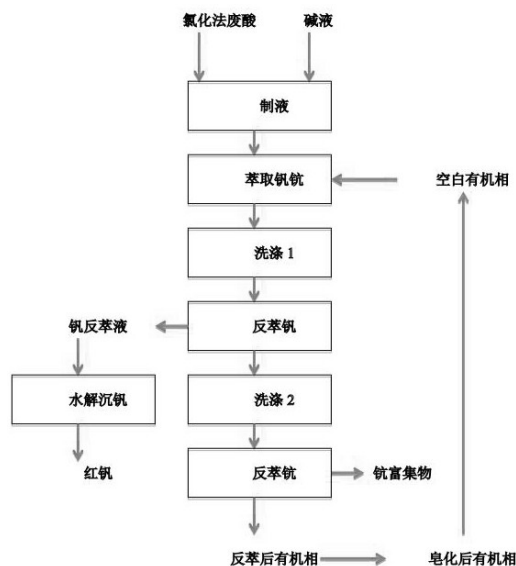 氯化法废酸
碱液
制液
萃取钒钪
空白有机相
洗涤 1
钒反萃液
反萃钒
水解沉钒
洗涤 2
红钒
反萃钪
钪富集物
反萃后有机相
皂化后有机相